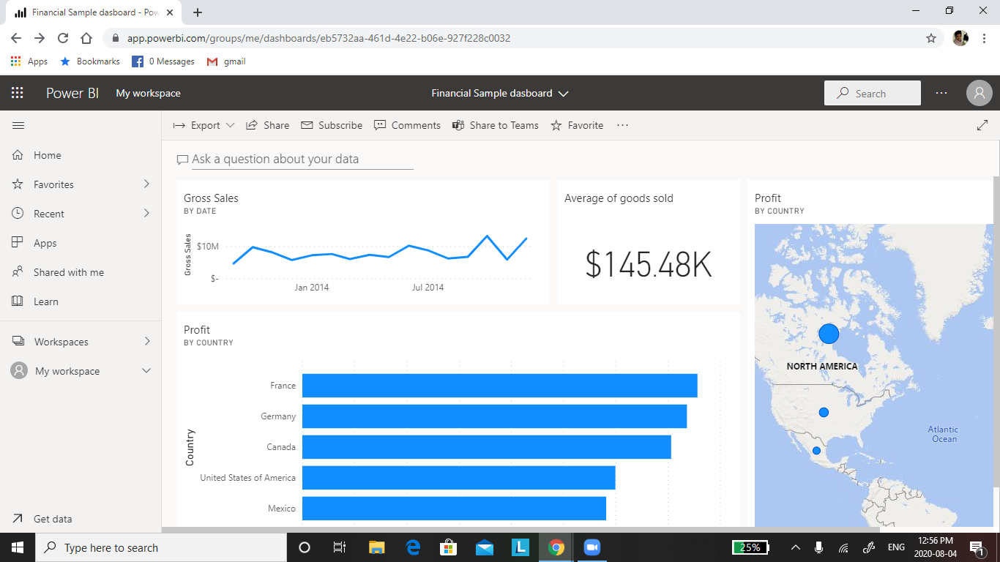 Financial Sample dasboard - Pow
app.powerbi.com/groups/me/dashboards/eb5732aa-461d-4e22-b06e-927f228c0032
Apps Bookmarks 0 Messages gmail
Power BI My workspace Financial Sample dasboard Search
Export Share Subscribe Comments Share to Teams Favorite
Home
Favorites
Recent
Apps
Shared with me
Learn
Workspaces
My workspace
Get data
Ask a question about your data
Gross Sales
BY DATE
Gross Sales
$10M
$-
Jan 2014 Jul 2014
Average of goods sold
$145.48K
Profit
BY COUNTRY
NORTH AMERICA
Atlantic
Ocean
Profit
BY COUNTRY
Country
France
Germany
Canada
United States of America
Mexico
Type here to search
L
25%
ENG
12:56 PM
2020-08-04
1